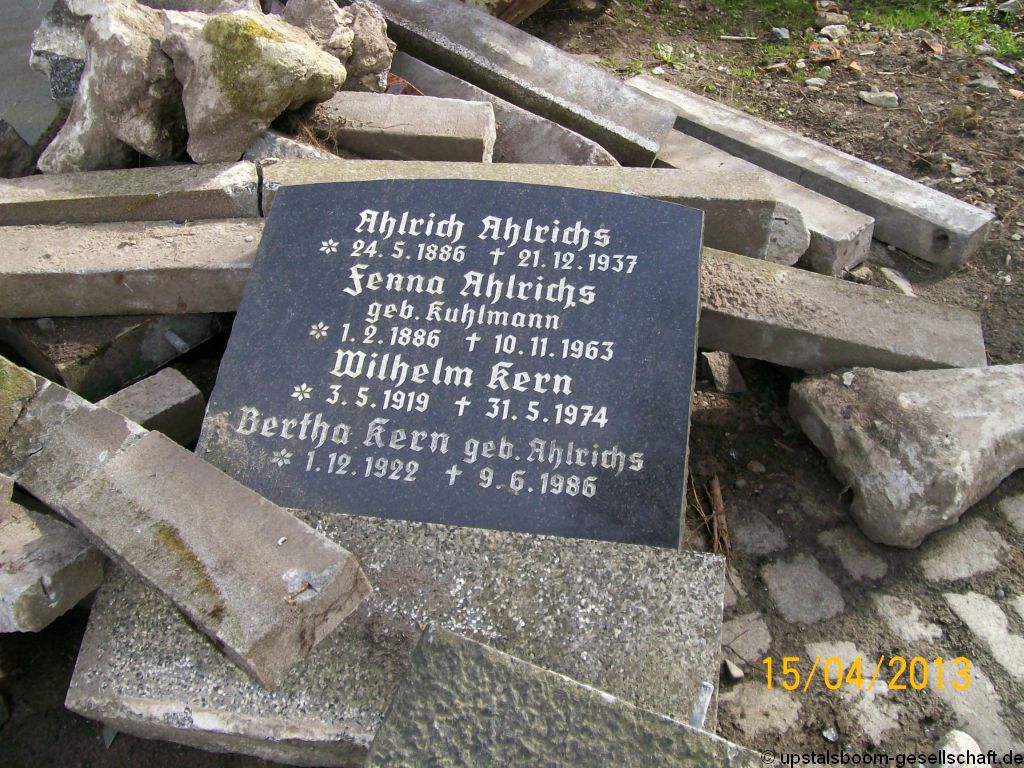 Ahlrich Ahlrichs
* 24. 5. 1886 † 21. 12. 1937
Fenna Ahlrichs
geb. Kuhlmann
* 1. 2. 1886 † 10. 11. 1963
Wilhelm Kern
* 3. 5. 1919 † 31. 5. 1974
Bertha Kern geb. Ahlrichs
* 1. 12. 1922 † 9. 6. 1986
15/04/2013
© upstalsboom-gesellschaft.de